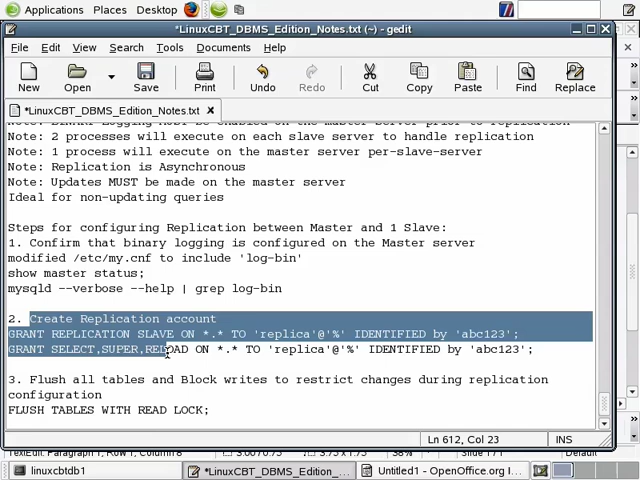 Applications Places Desktop
*LinuxCBT_DBMS_Edition_Notes.txt (~) - gedit
File Edit View Search Tools Documents Help
New Open Save Print Undo Redo Cut Copy Paste Find Replace
*LinuxCBT_DBMS_Edition_Notes.txt
Note: 2 processes will execute on each slave server to handle replication
Note: 1 process will execute on the master server per-slave-server
Note: Replication is Asynchronous
Note: Updates MUST be made on the master server
Ideal for non-updating queries
Steps for configuring Replication between Master and 1 Slave:
1. Confirm that binary logging is configured on the Master server
modified /etc/my.cnf to include 'log-bin'
show master status;
mysqld --verbose --help | grep log-bin
2. Create Replication account
GRANT REPLICATION SLAVE ON *.* TO 'replica'@'%' IDENTIFIED by 'abc123';
GRANT SELECT,SUPER,RELOAD ON *.* TO 'replica'@'%' IDENTIFIED by 'abc123';
3. Flush all tables and Block writes to restrict changes during replication
configuration
FLUSH TABLES WITH READ LOCK;
Ln 612, Col 23 INS
linuxcbtdb1 *LinuxCBT_DBMS_Edition_... Untitled1 - OpenOffice.org I...